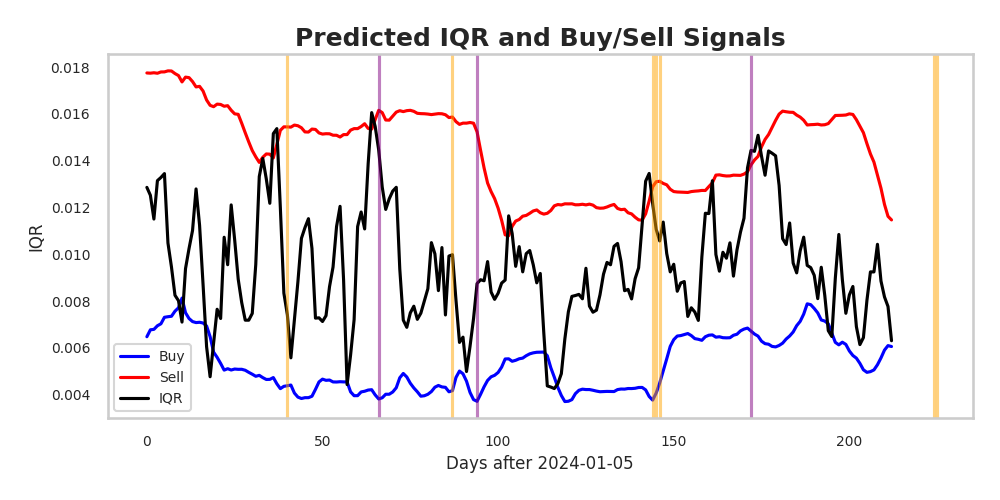 Predicted IQR and Buy/Sell Signals
0.018
0.016
0.014
0.012
0.010
0.008
0.006
0.004
IQR
Buy
Sell
IQR
0
50
100
150
200
Days after 2024-01-05